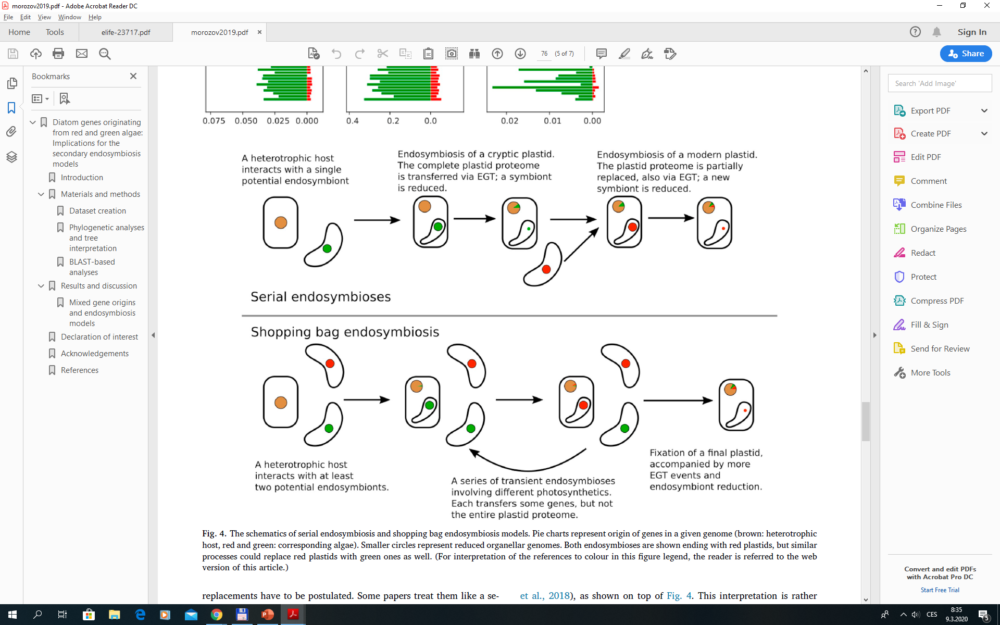 morozov2019.pdf - Adobe Acrobat Reader DC
File Edit View Window Help
Home Tools elife-23717.pdf morozov2019.pdf Sign In
76 (5 of 7) Share
Bookmarks
Diatom genes originating
from red and green algae:
Implications for the
secondary endosymbiosis
models
Introduction
Materials and methods
Dataset creation
Phylogenetic analyses
and tree
interpretation
BLAST-based
analyses
Results and discussion
Mixed gene origins
and endosymbiosis
models
Declaration of interest
Acknowledgements
References
0.075 0.050 0.025 0.000 0.4 0.2 0.0 0.02 0.01 0.00
A heterotrophic host
interacts with a single
potential endosymbiont
Endosymbiosis of a cryptic plastid.
The complete plastid proteome
is transferred via EGT; a symbiont
is reduced.
Endosymbiosis of a modern plastid.
The plastid proteome is partially
replaced, also via EGT; a new
symbiont is reduced.
Serial endosymbioses
Shopping bag endosymbiosis
A heterotrophic host
interacts with at least
two potential endosymbionts.
A series of transient endosymbioses
involving different photosynthetics.
Each transfers some genes, but not
the entire plastid proteome.
Fixation of a final plastid,
accompanied by more
EGT events and
endosymbiont reduction.
Fig. 4. The schematics of serial endosymbiosis and shopping bag endosymbiosis models. Pie charts represent origin of genes in a given genome (brown: heterotrophic
host, red and green: corresponding algae). Smaller circles represent reduced organellar genomes. Both endosymbioses are shown ending with red plastids, but similar
processes could replace red plastids with green ones as well. (For interpretation of the references to colour in this figure legend, the reader is referred to the web
version of this article.)
replacements have to be postulated. Some papers treat them like a se-
et al., 2018), as shown on top of Fig. 4. This interpretation is rather
Search 'Add Image'
Export PDF
Create PDF
Edit PDF
Comment
Combine Files
Organize Pages
Redact
Protect
Compress PDF
Fill & Sign
Send for Review
More Tools
Convert and edit PDFs
with Acrobat Pro DC
Start Free Trial
CES
8:35
9.3.2020
5